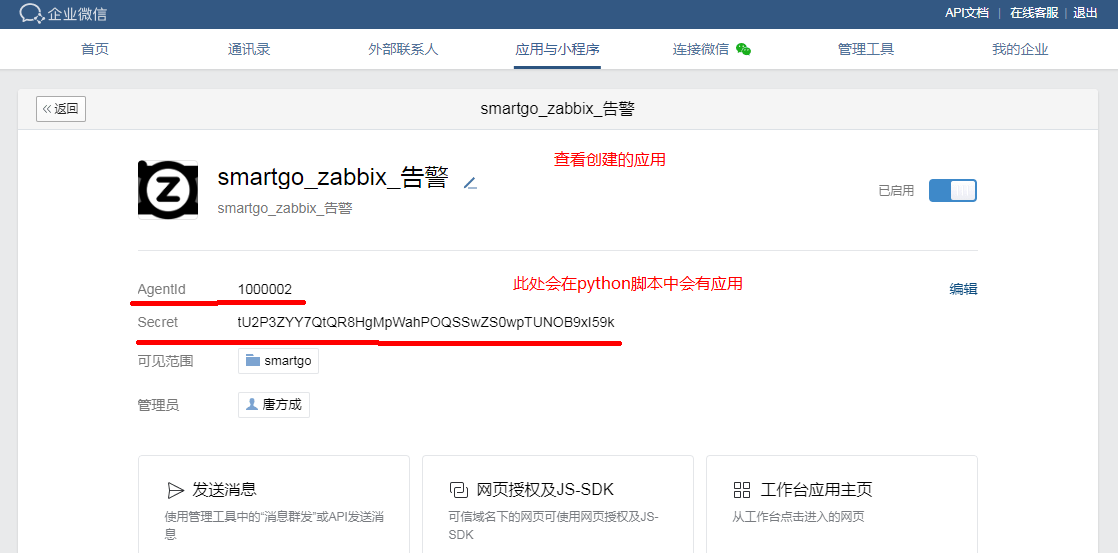 企业微信
API文档 | 在线客服 | 退出
首页 通讯录 外部联系人 应用与小程序 连接微信 管理工具 我的企业
«返回 smartgo_zabbix_告警
查看创建的应用
smartgo_zabbix_告警
已启用
smartgo_zabbix_告警
此处会在python脚本中会有应用
AgentId 1000002 编辑
Secret tU2P3ZYY7QtQR8HgMpWahPOQSSwZS0wpTUNOB9xI59k
可见范围 smartgo
管理员 唐方成
发送消息
使用管理工具中的“消息群发”或API发送消
息
网页授权及JS-SDK
可信域名下的网页可使用网页授权及JS-
SDK
工作台应用主页
从工作台点击进入的网页